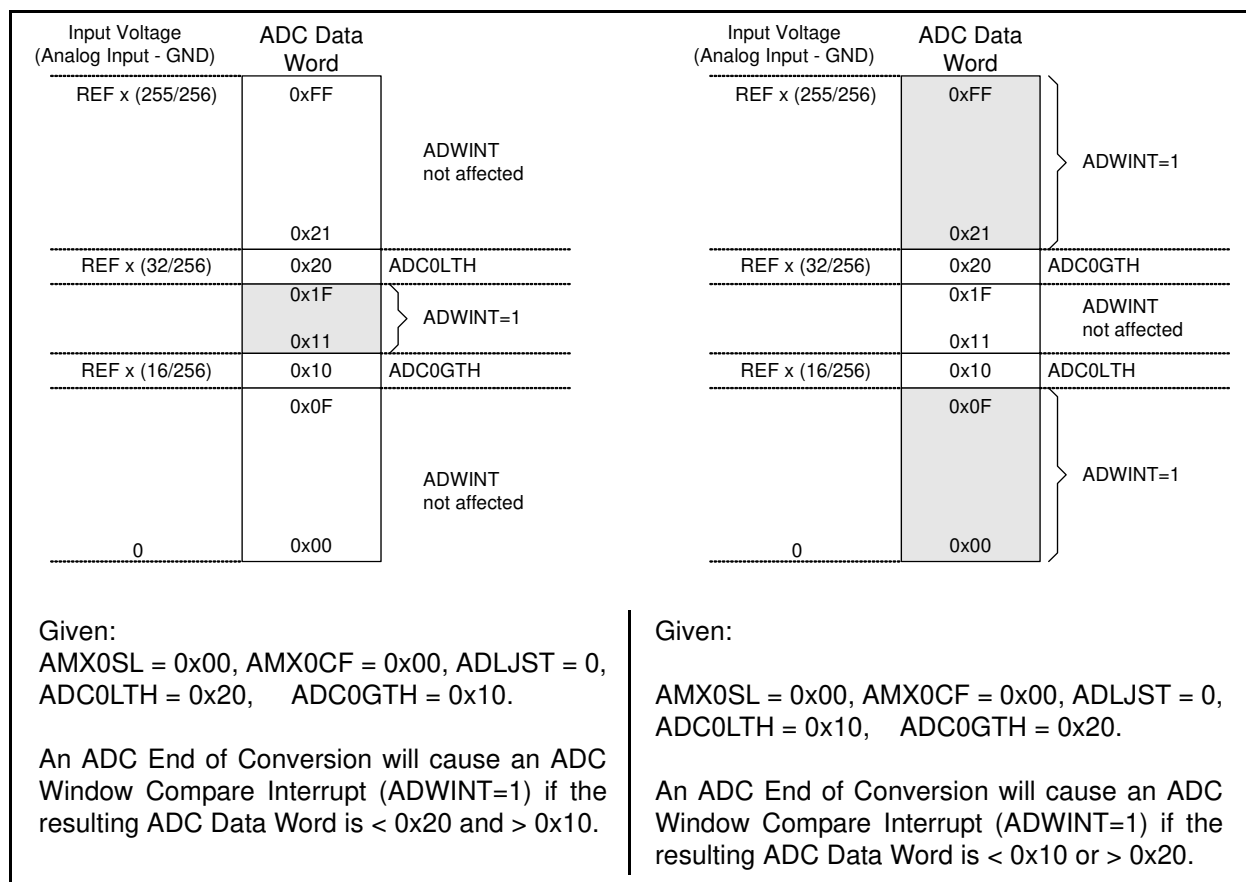 Input Voltage
(Analog Input - GND)
ADC Data
Word
REF x (255/256)
0xFF
ADWINT
not affected
0x21
REF x (32/256)
0x20
ADC0LTH
0x1F
ADWINT=1
0x11
REF x (16/256)
0x10
ADC0GTH
0x0F
ADWINT
not affected
0
0x00
Given:
AMX0SL = 0x00, AMX0CF = 0x00, ADLJST = 0,
ADC0LTH = 0x20, ADC0GTH = 0x10.
An ADC End of Conversion will cause an ADC
Window Compare Interrupt (ADWINT=1) if the
resulting ADC Data Word is < 0x20 and > 0x10.
Input Voltage
(Analog Input - GND)
ADC Data
Word
REF x (255/256)
0xFF
ADWINT=1
0x21
REF x (32/256)
0x20
ADC0GTH
0x1F
ADWINT
not affected
0x11
REF x (16/256)
0x10
ADC0LTH
0x0F
ADWINT=1
0
0x00
Given:
AMX0SL = 0x00, AMX0CF = 0x00, ADLJST = 0,
ADC0LTH = 0x10, ADC0GTH = 0x20.
An ADC End of Conversion will cause an ADC
Window Compare Interrupt (ADWINT=1) if the
resulting ADC Data Word is < 0x10 or > 0x20.